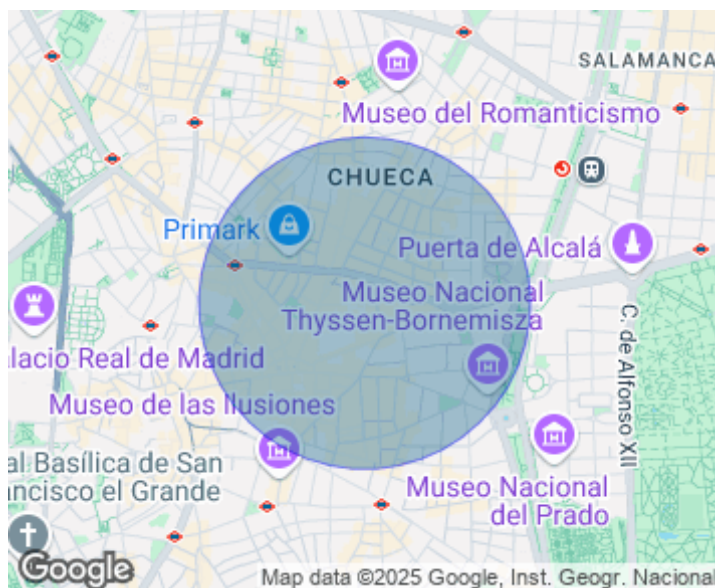 SALAMANCA
Museo del Romanticismo
CHUECA
Primark
Puerta de Alcalá
Museo Nacional
Thyssen-Bornemisza
alacio Real de Madrid
C. de Alfonso XII
Museo de las Ilusiones
al Basílica de San
ancisco el Grande
Museo Nacional
del Prado
Google
Map data ©2025 Google, Inst. Geogr. Nacional